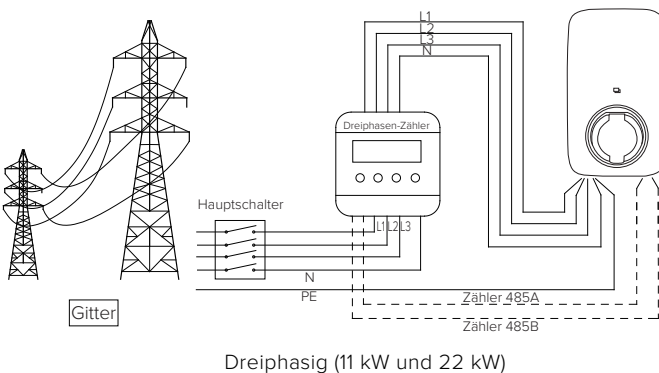 L1
L2
L3
N
Dreiphasen-Zähler
Hauptschalter
L1 L2 L3
N
PE
Zähler 485A
Gitter
Zähler 485B
Dreiphasig (11 kW und 22 kW)